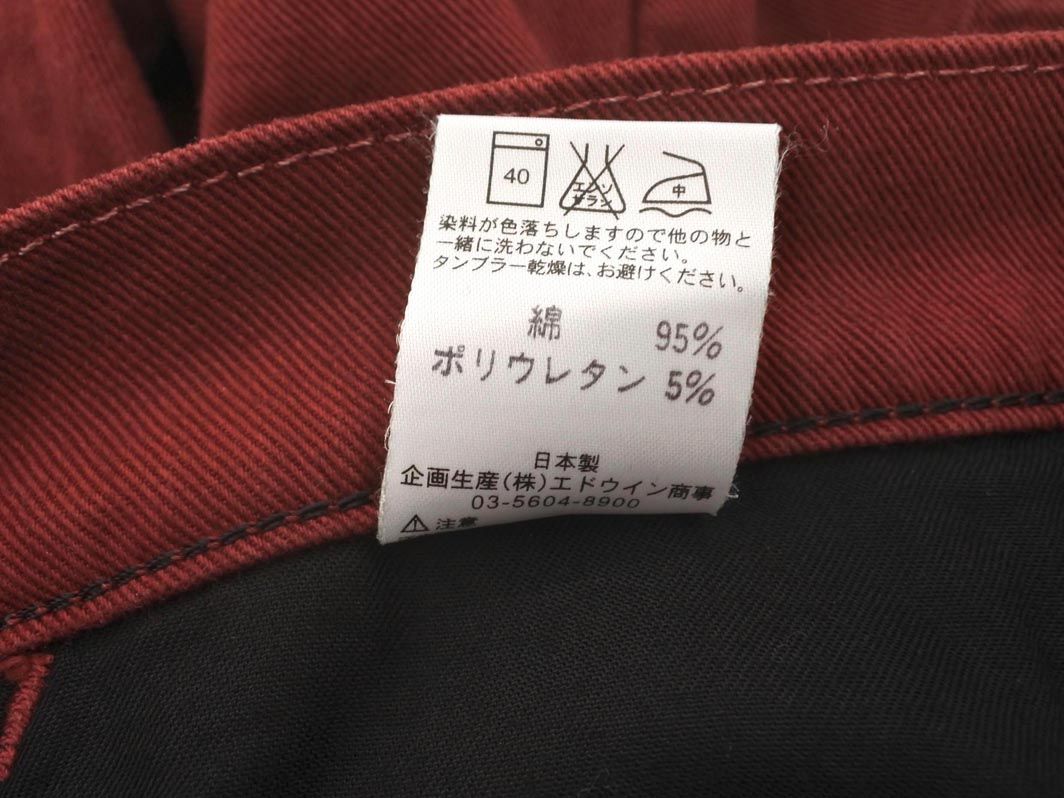 40 エンソ サラシ 中
染料が色落ちしますので他の物と
一緒に洗わないでください。
タンブラー乾燥は、お避けください。
綿 95%
ポリウレタン 5%
日本製
企画生産(株)エドウイン商事
03-5604-8900
⚠注意